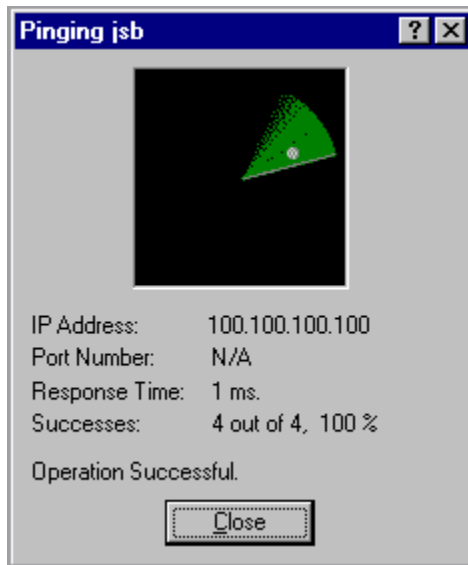 Pinging jsb
IP Address: 100.100.100.100
Port Number: N/A
Response Time: 1 ms.
Successes: 4 out of 4, 100 %
Operation Successful.
Close